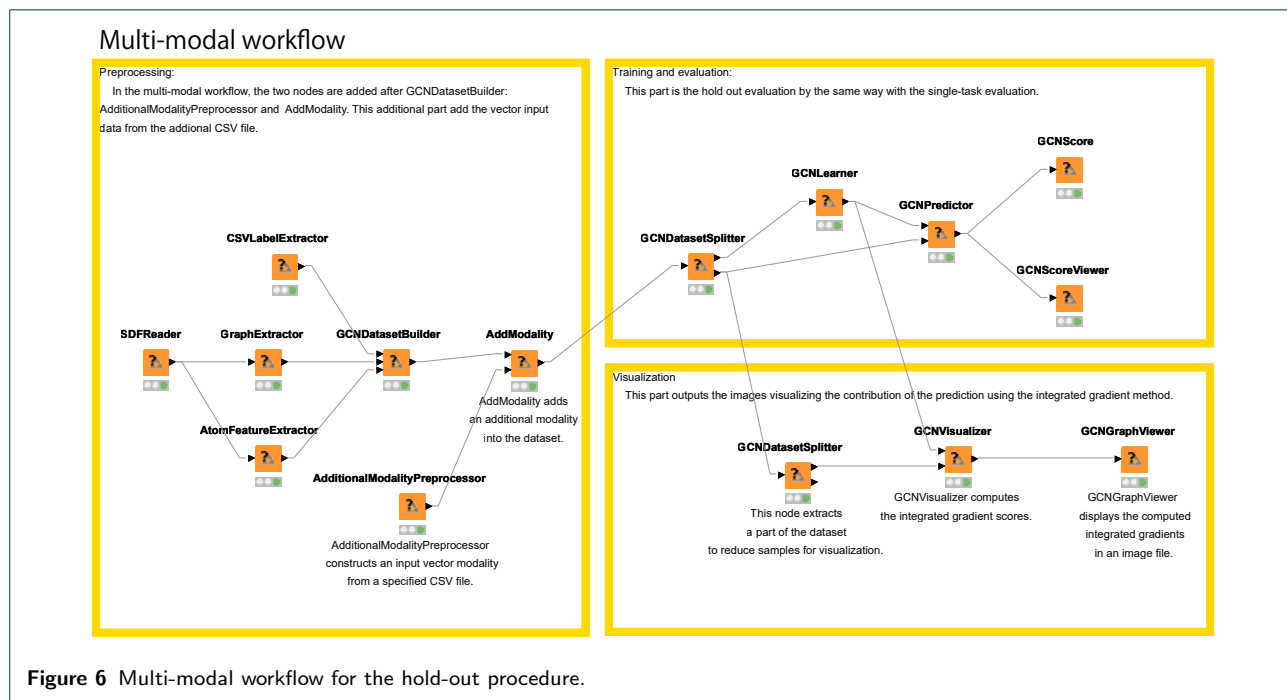 Multi-modal workflow
Preprocessing:
In the multi-modal workflow, the two nodes are added after GCNDatasetBuilder:
AdditionalModalityPreprocessor and AddModality. This additional part add the vector input
data from the addional CSV file.
CSVLabelExtractor
SDFReader
GraphExtractor
GCNDatasetBuilder
AddModality
AddModality adds
an additional modality
into the dataset.
AtomFeatureExtractor
AdditionalModalityPreprocessor
AdditionalModalityPreprocessor
constructs an input vector modality
from a specified CSV file.
Training and evaluation:
This part is the hold out evaluation by the same way with the single-task evaluation.
GCNScore
GCNLearner
GCNPredictor
GCNDatasetSplitter
GCNScoreViewer
Visualization
This part outputs the images visualizing the contribution of the prediction using the integrated gradient method.
GCNDatasetSplitter
This node extracts
a part of the dataset
to reduce samples for visualization.
GCNVisualizer
GCNVisualizer computes
the integrated gradient scores.
GCNGraphViewer
GCNGraphViewer
displays the computed
integrated gradients
in an image file.
Figure 6 Multi-modal workflow for the hold-out procedure.